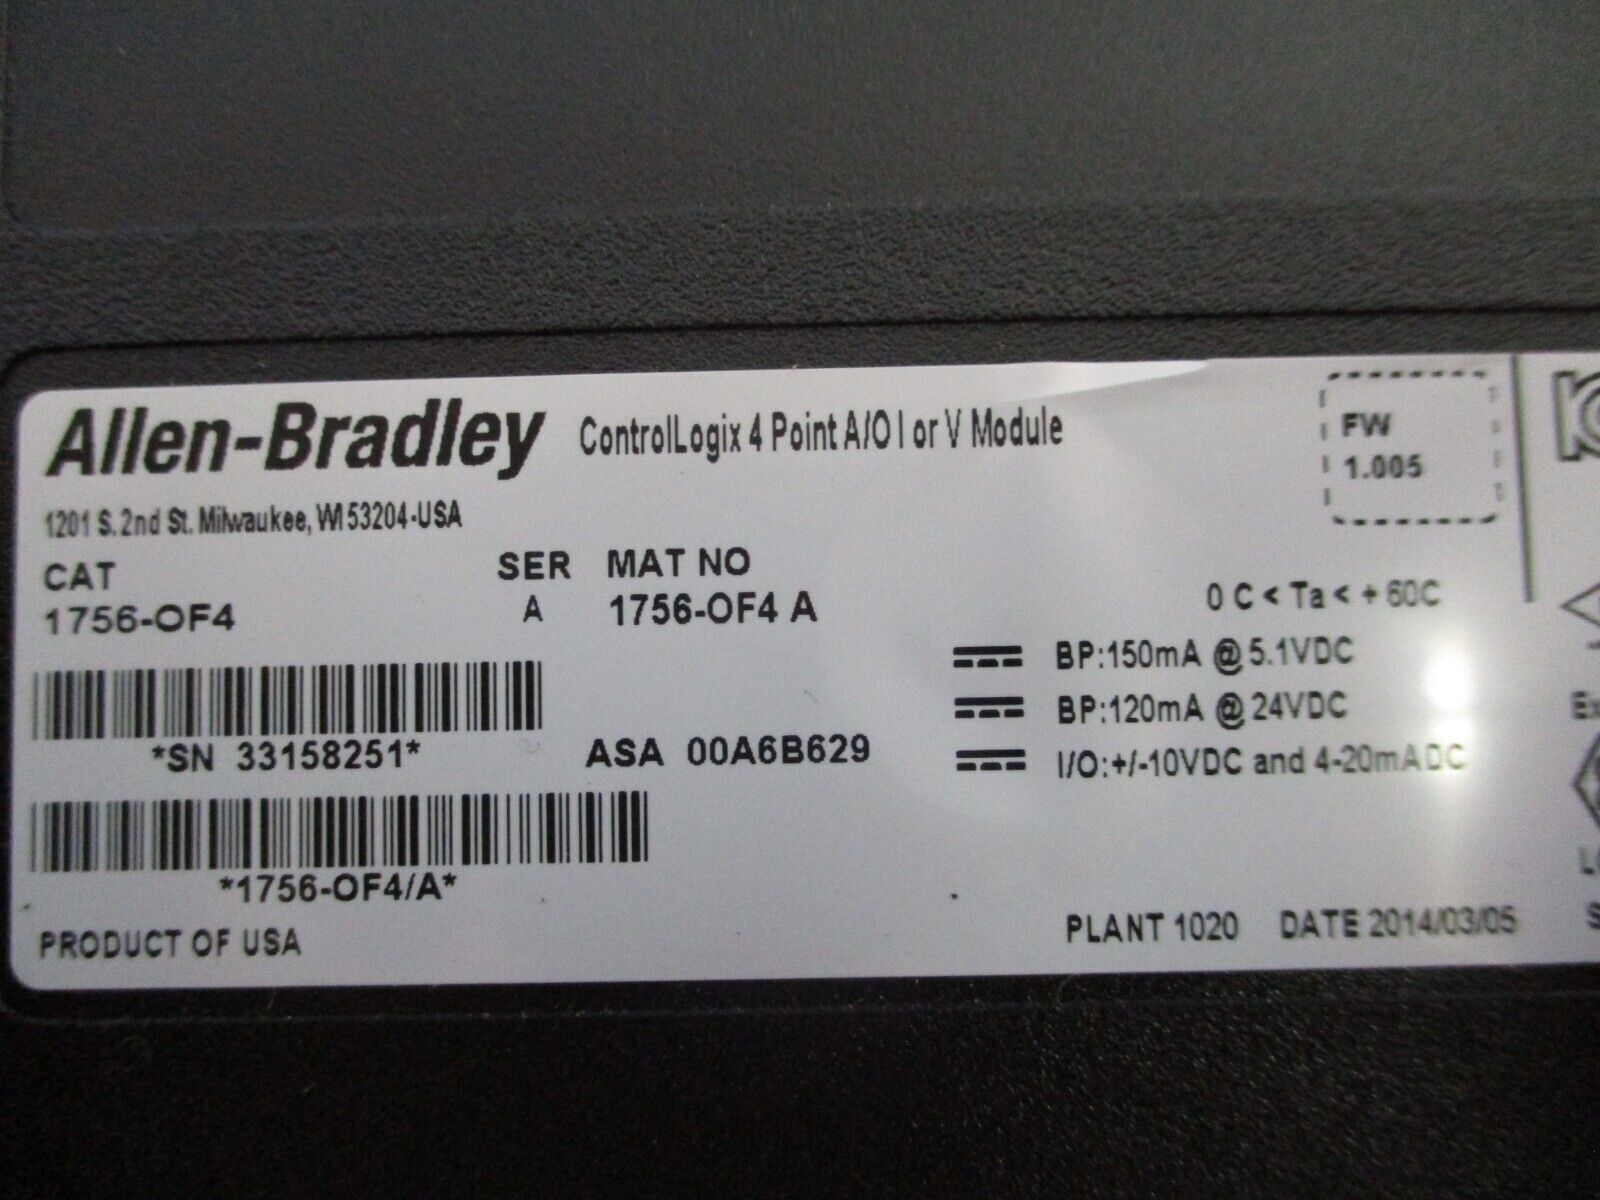 Allen-Bradley ControlLogix 4 Point A/O I or V Module
FW
1.005
1201 S. 2nd St. Milwaukee, WI 53204-USA
CAT SER MAT NO
1756-OF4 A 1756-OF4 A
0 C < Ta < + 60C
BP:150mA @ 5.1VDC
BP:120mA @ 24VDC
*SN 33158251* ASA 00A6B629
I/O:+/-10VDC and 4-20mADC
*1756-OF4/A*
PRODUCT OF USA
PLANT 1020 DATE 2014/03/05